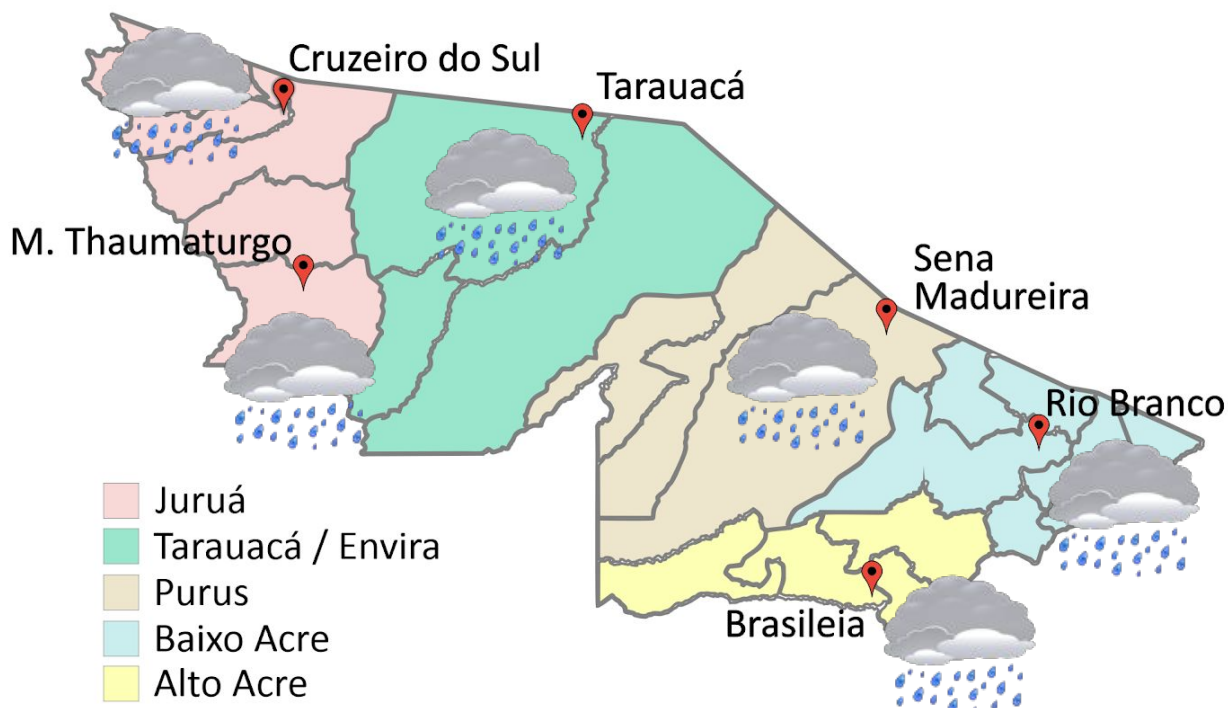 Cruzeiro do Sul
Tarauacá
M. Thaumaturgo
Sena
Madureira
Rio Branco
Brasileia
Juruá
Tarauacá / Envira
Purus
Baixo Acre
Alto Acre